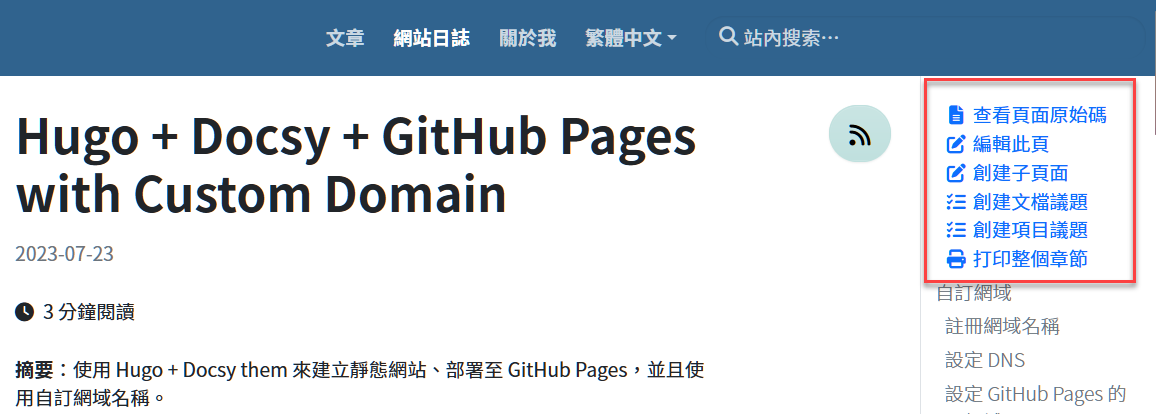 文章 網站日誌 關於我 繁體中文 站內搜索…
Hugo + Docsy + GitHub Pages
with Custom Domain
2023-07-23
3 分鐘閱讀
摘要：使用 Hugo + Docsy them 來建立靜態網站、部署至 GitHub Pages，並且使
用自訂網域名稱。
查看頁面原始碼
編輯此頁
創建子頁面
創建文檔議題
創建項目議題
打印整個章節
自訂網域
註冊網域名稱
設定 DNS
設定 GitHub Pages 的